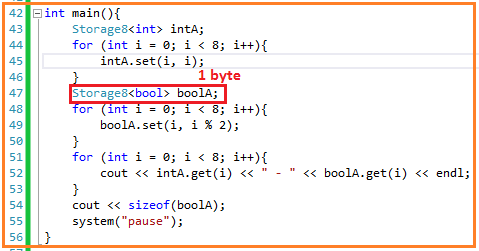 42 int main(){
43 Storage8<int> intA;
44 for (int i = 0; i < 8; i++){
45 intA.set(i, i);
46 }
1 byte
47 Storage8<bool> boolA;
48 for (int i = 0; i < 8; i++){
49 boolA.set(i, i % 2);
50 }
51 for (int i = 0; i < 8; i++){
52 cout << intA.get(i) << " - " << boolA.get(i) << endl;
53 }
54 cout << sizeof(boolA);
55 system("pause");
56 }